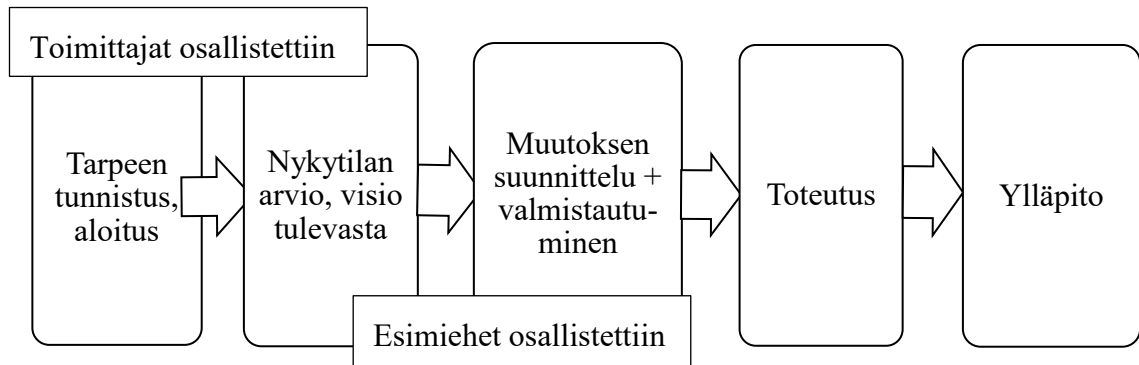 Toimittajat osallistettiin
Tarpeen
tunnistus,
aloitus
Nykytilan
arvio, visio
tulevasta
Muutoksen
suunnittelu +
valmistautu-
minen
Toteutus
Ylläpito
Esimiehet osallistettiin